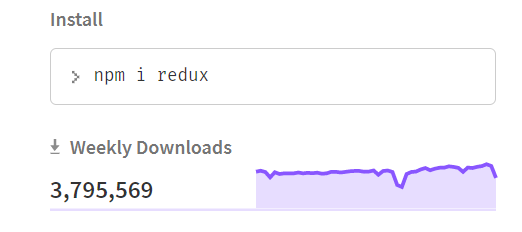 Install
> npm i redux
Weekly Downloads
3,795,569